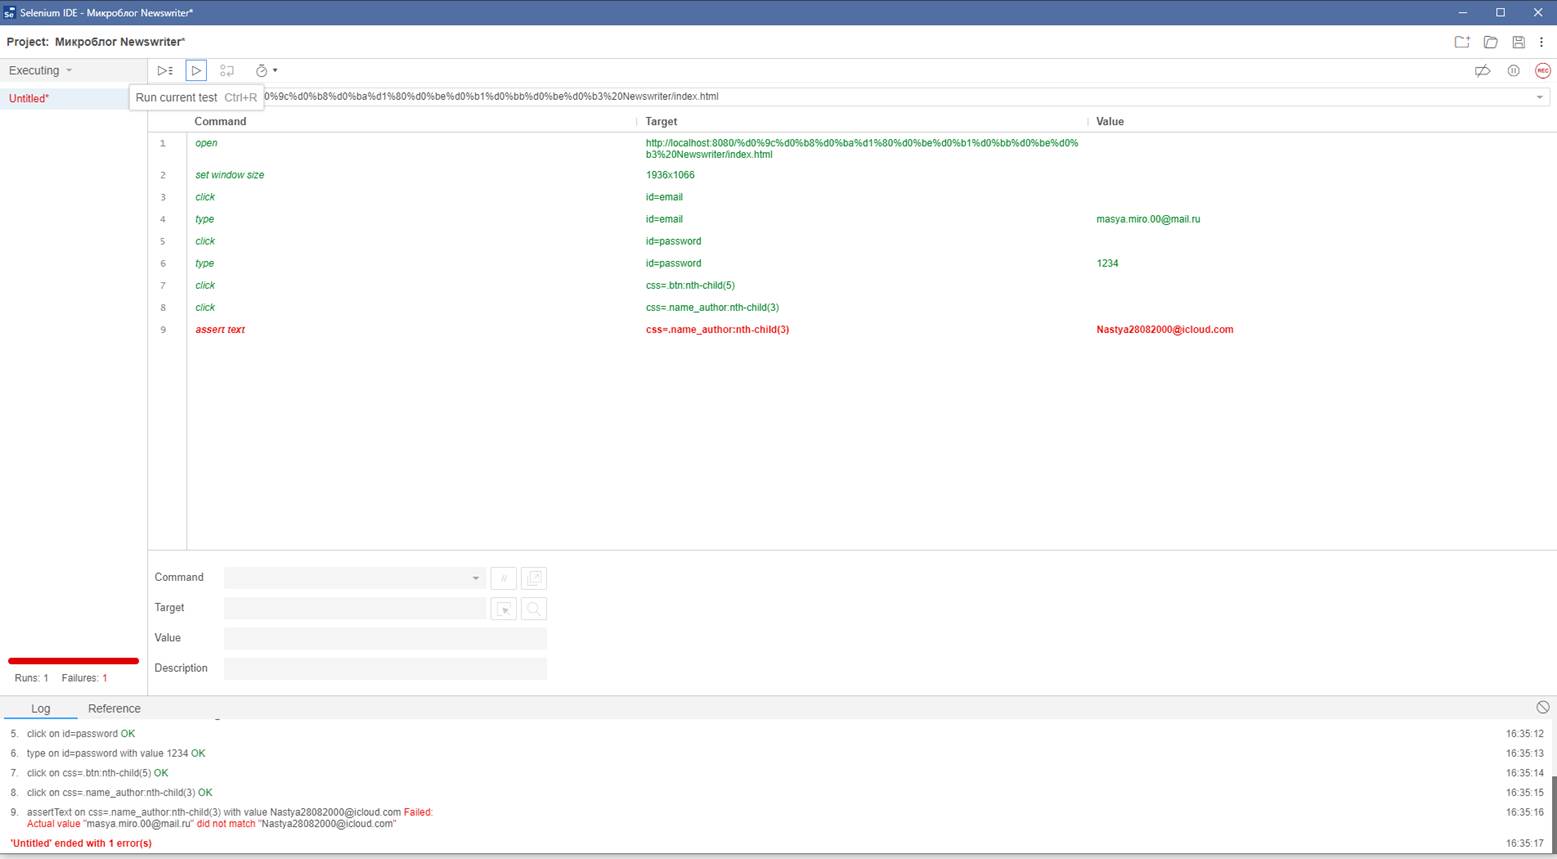 Selenium IDE - Микроблог Newswriter*
Project: Микроблог Newswriter*
Executing
REC
Untitled*
Run current test Ctrl+R
0%9c%d0%b8%d0%ba%d1%80%d0%be%d0%b1%d0%bb%d0%be%d0%b3%20Newswriter/index.html
Command Target Value
1 open http://localhost:8080/%d0%9c%d0%b8%d0%ba%d1%80%d0%be%d0%b1%d0%bb%d0%be%d0%
b3%20Newswriter/index.html
2 set window size 1936x1066
3 click id=email
4 type id=email masya.miro.00@mail.ru
5 click id=password
6 type id=password 1234
7 click css=.btn:nth-child(5)
8 click css=.name_author:nth-child(3)
9 assert text css=.name_author:nth-child(3) Nastya28082000@icloud.com
Command
//
Target
Value
Description
Runs: 1 Failures: 1
Log Reference
5. click on id=password OK 16:35:12
6. type on id=password with value 1234 OK 16:35:13
7. click on css=.btn:nth-child(5) OK 16:35:14
8. click on css=.name_author:nth-child(3) OK 16:35:15
9. assertText on css=.name_author:nth-child(3) with value Nastya28082000@icloud.com Failed: 16:35:16
Actual value "masya.miro.00@mail.ru" did not match "Nastya28082000@icloud.com"
'Untitled' ended with 1 error(s) 16:35:17